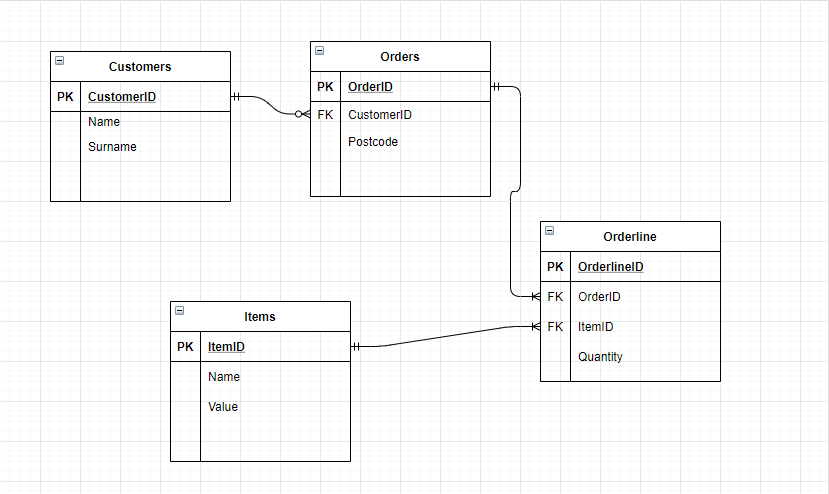 Customers
PK CustomerID
Name
Surname
Orders
PK OrderID
FK CustomerID
Postcode
Orderline
PK OrderlineID
FK OrderID
FK ItemID
Quantity
Items
PK ItemID
Name
Value